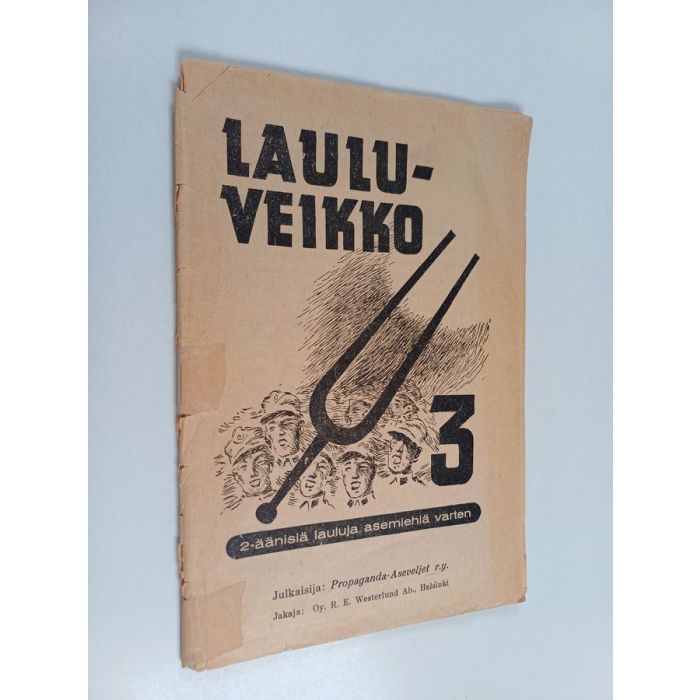 LAULU-
VEIKKO
3
2-äänisiä lauluja asemiehiä varten
Julkaisija: Propaganda-Aseveljet r.y.
Jakaja: Oy. R. E. Westerlund Ab., Helsinki